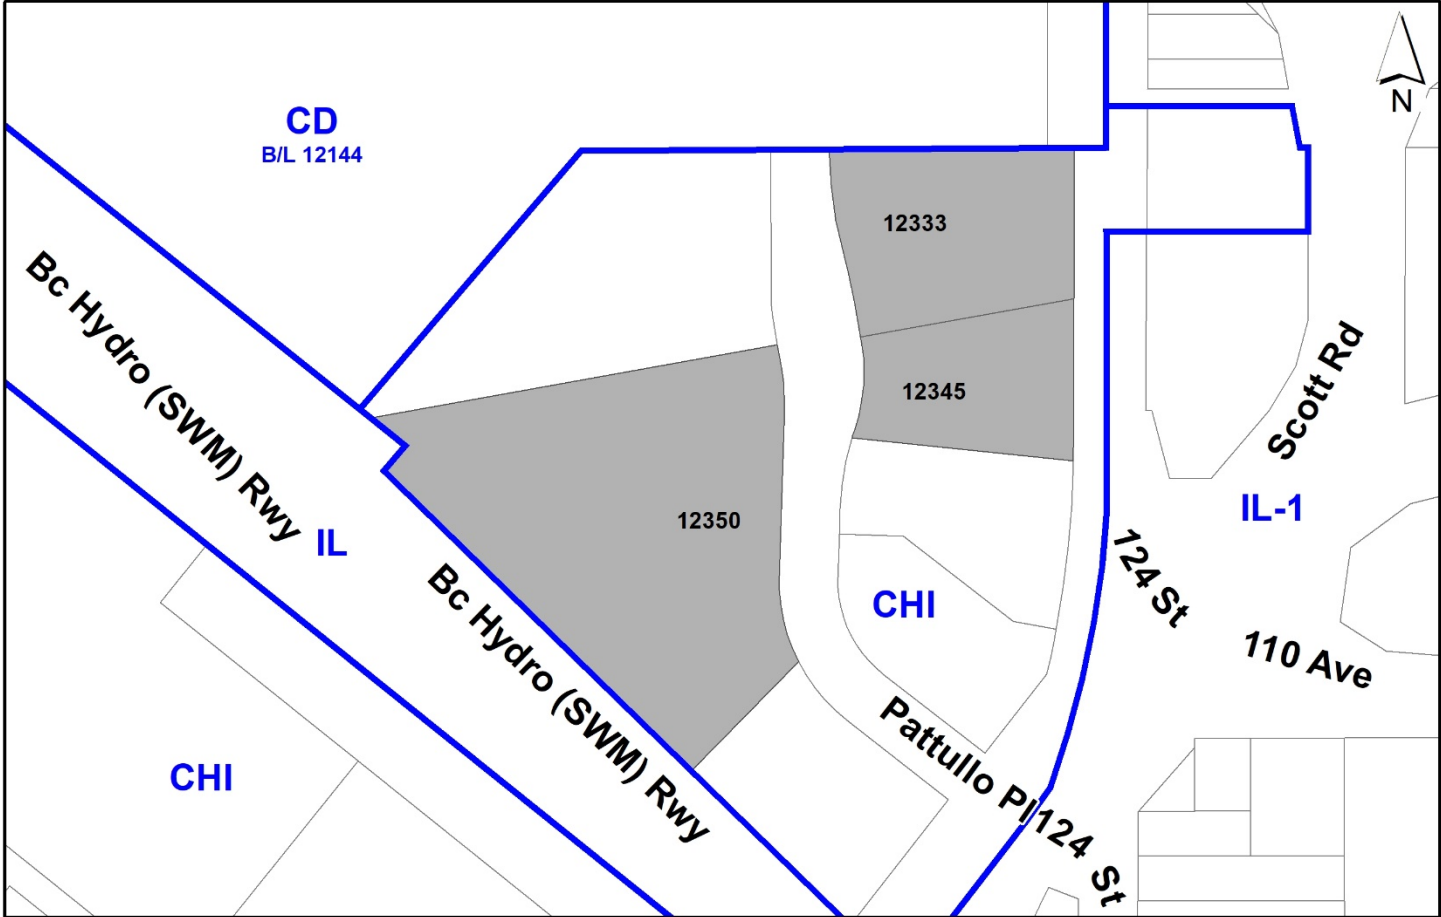 CD
B/L 12144
N
12333
12345
12350
Bc Hydro (SWM) Rwy
IL
Bc Hydro (SWM) Rwy
Scott Rd
IL-1
124 St
CHI
110 Ave
Pattullo Pl
124 St
CHI